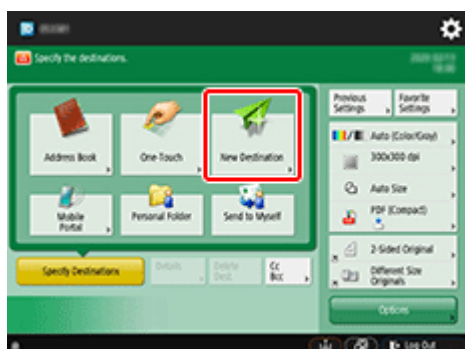 Specify the destinations.
Previous
Settings
Favorite
Settings
Address Book
One-Touch
New Destination
Auto (Color/Gray)
300x300 dpi
Auto Size
PDF (Compact)
Mobile
Portal
Personal Folder
Send to Myself
2-Sided Original
Different Size
Originals
Specify Destinations
Details
Delete
Dest.
Cc
Bcc
Options
Log Out